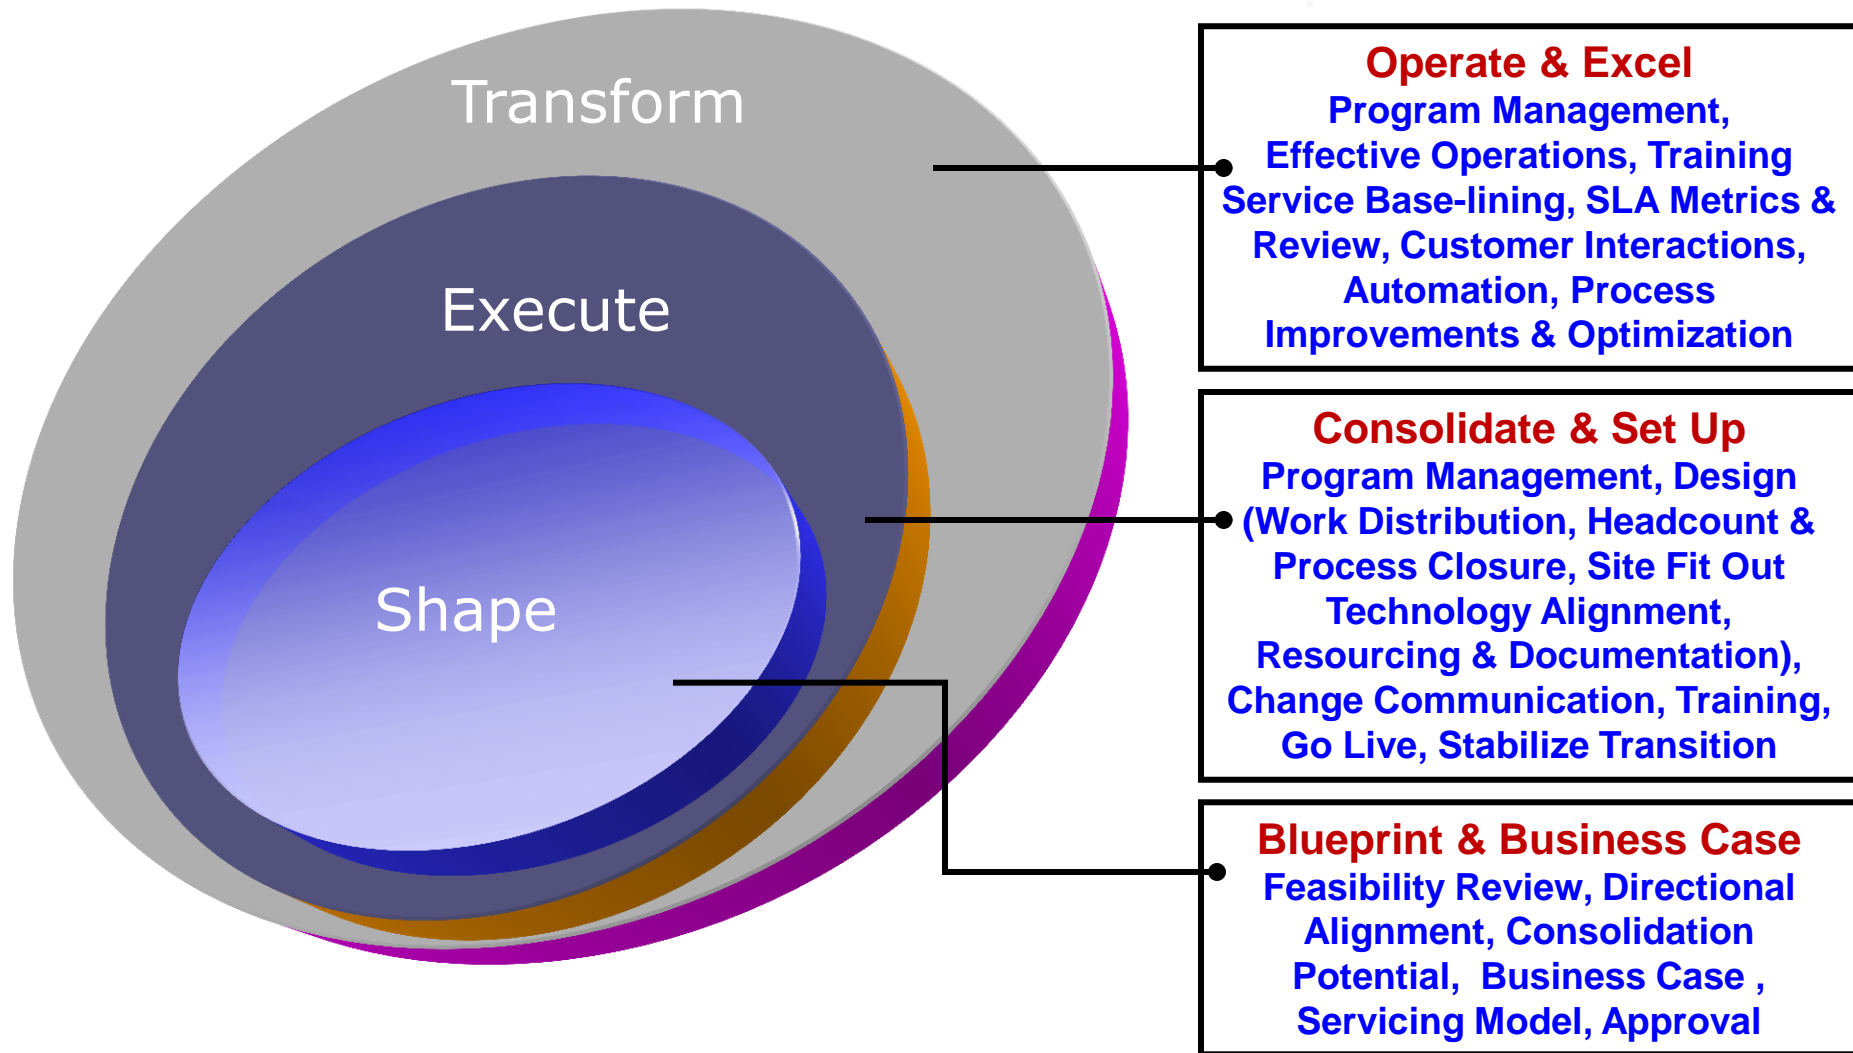 Transform
Execute
Shape
Operate & Excel
Program Management,
Effective Operations, Training
Service Base-lining, SLA Metrics &
Review, Customer Interactions,
Automation, Process
Improvements & Optimization
Consolidate & Set Up
Program Management, Design
(Work Distribution, Headcount &
Process Closure, Site Fit Out
Technology Alignment,
Resourcing & Documentation),
Change Communication, Training,
Go Live, Stabilize Transition
Blueprint & Business Case
Feasibility Review, Directional
Alignment, Consolidation
Potential,  Business Case ,
Servicing Model, Approval